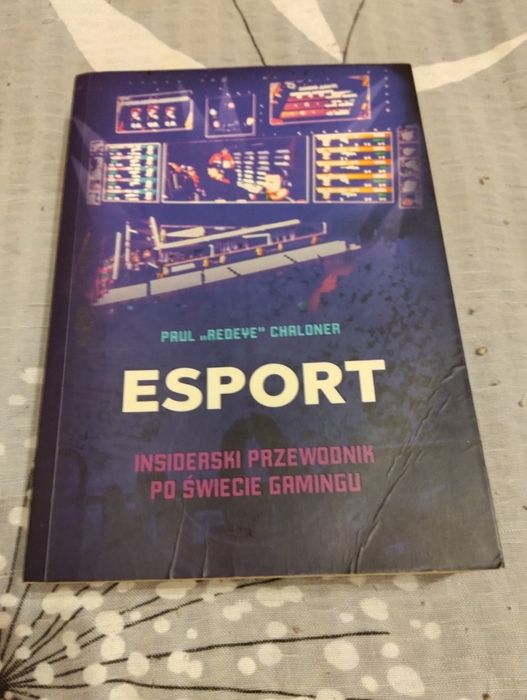 PAUL „REDEYE” CHALONER
ESPORT
INSIDERSKI PRZEWODNIK
PO ŚWIECIE GAMINGU